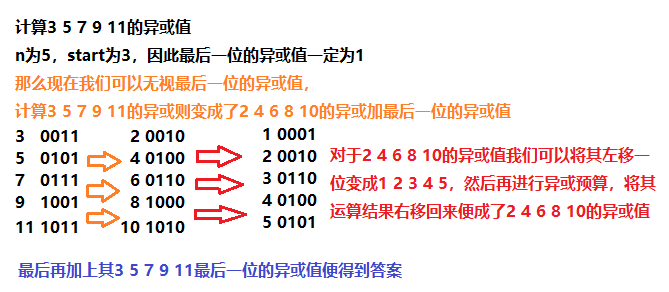 计算3 5 7 9 11的异或值
n为5，start为3，因此最后一位的异或值一定为1
那么现在我们可以无视最后一位的异或值，
计算3 5 7 9 11的异或则变成了2 4 6 8 10的异或加最后一位的异或值
3 0011 2 0010 1 0001
5 0101 4 0100 2 0010
7 0111 6 0110 3 0110
9 1001 8 1000 4 0100
11 1011 10 1010 5 0101
对于2 4 6 8 10的异或值我们可以将其左移一
位变成1 2 3 4 5，然后再进行异或预算，将其
运算结果右移回来便成了2 4 6 8 10的异或值
最后再加上其3 5 7 9 11最后一位的异或值便得到答案